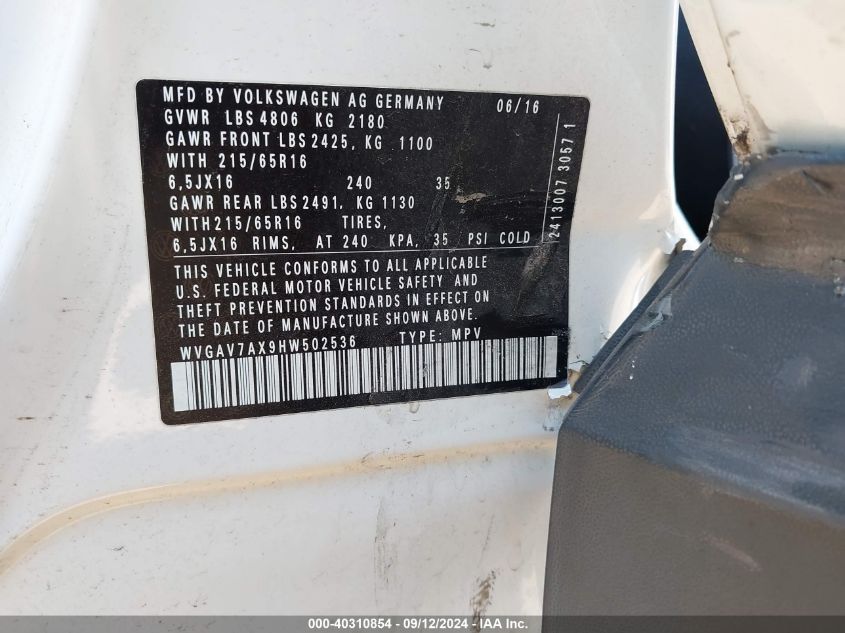 MFD BY VOLKSWAGEN AG GERMANY 06/16
GVWR LBS 4806 KG 2180
GAWR FRONT LBS 2425, KG 1100
WITH 215/65R16
6,5JX16 240 35
GAWR REAR LBS 2491, KG 1130
WITH 215/65R16 TIRES,
6,5JX16 RIMS, AT 240 KPA, 35 PSI COLD
THIS VEHICLE CONFORMS TO ALL APPLICABLE
U.S. FEDERAL MOTOR VEHICLE SAFETY AND
THEFT PREVENTION STANDARDS IN EFFECT ON
THE DATE OF MANUFACTURE SHOWN ABOVE.
WVGAV7AX9HW502536 TYPE: MPV
2413007 3057 1
000-40310854 - 09/12/2024 - IAA Inc.